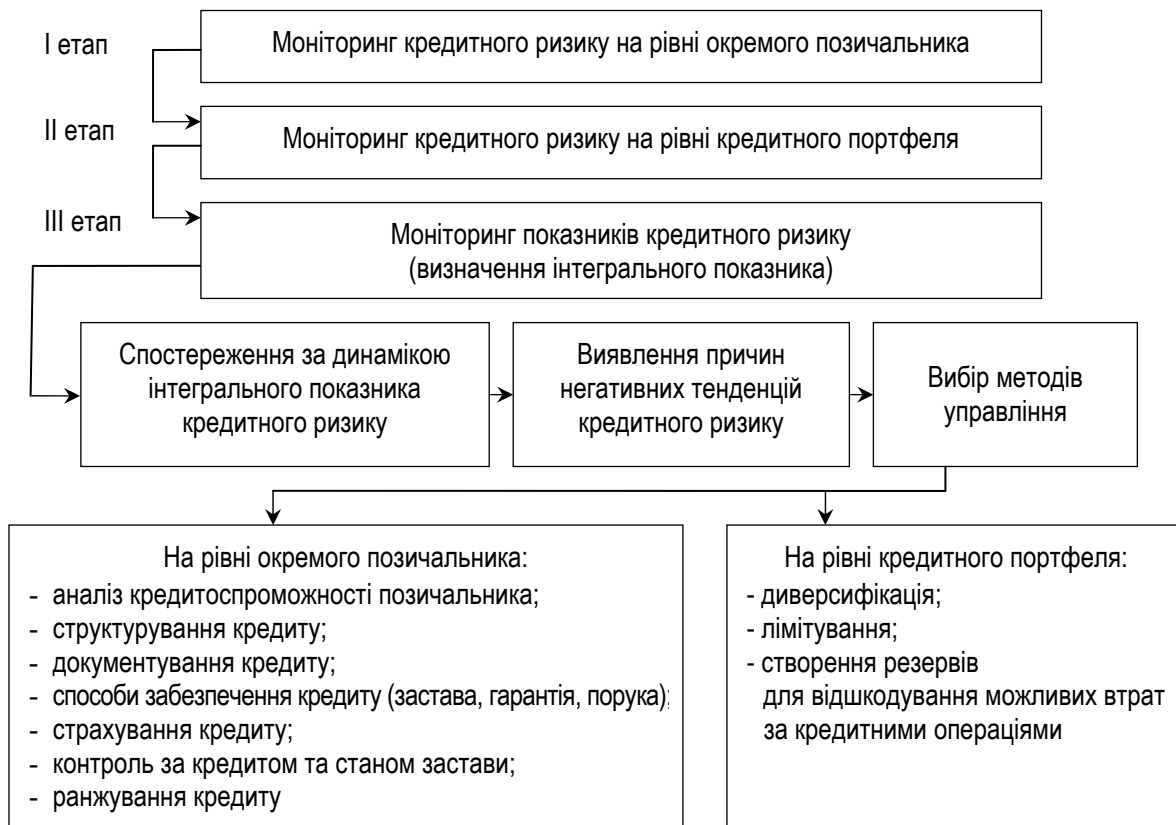 І етап
Моніторинг кредитного ризику на рівні окремого позичальника
ІІ етап
Моніторинг кредитного ризику на рівні кредитного портфеля
ІІІ етап
Моніторинг показників кредитного ризику
(визначення інтегрального показника)
Спостереження за динамікою
інтегрального показника
кредитного ризику
Виявлення причин
негативних тенденцій
кредитного ризику
Вибір методів
управління
На рівні окремого позичальника:
- аналіз кредитоспроможності позичальника;
- структурування кредиту;
- документування кредиту;
- способи забезпечення кредиту (застава, гарантія, порука);
- страхування кредиту;
- контроль за кредитом та станом застави;
- ранжування кредиту
На рівні кредитного портфеля:
- диверсифікація;
- лімітування;
- створення резервів
для відшкодування можливих втрат
за кредитними операціями